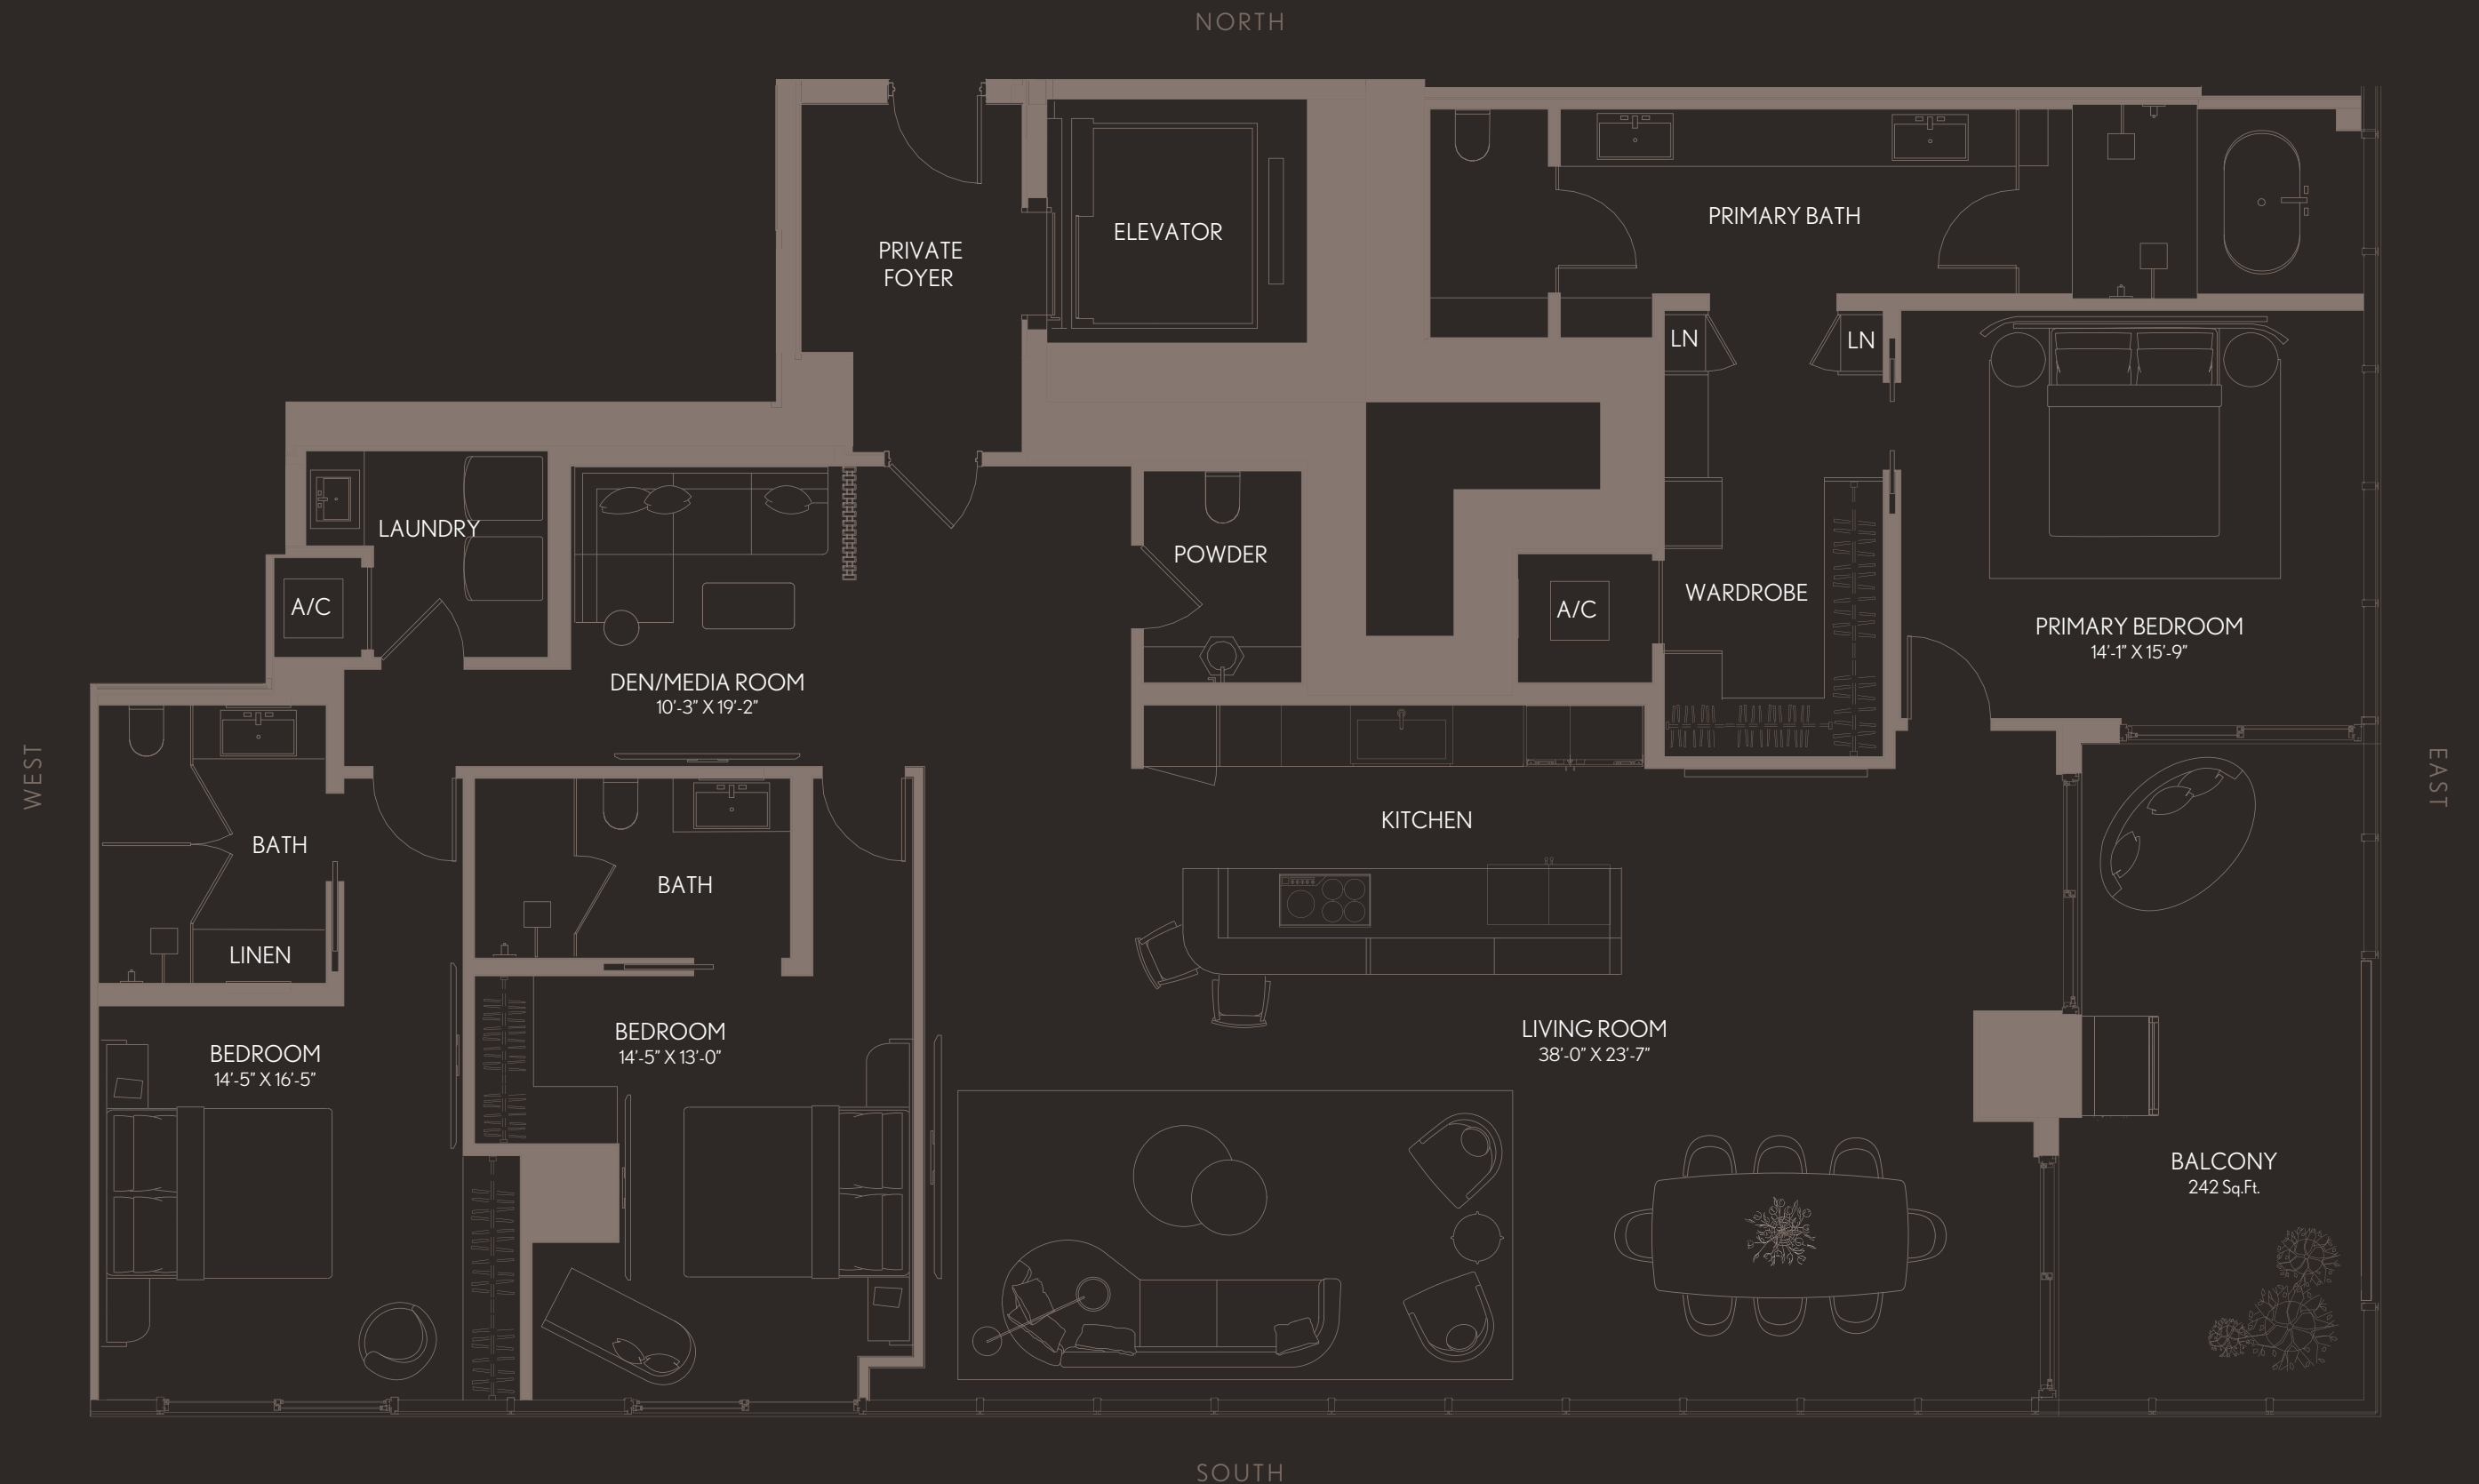 NORTH
PRIVATE
FOYER
ELEVATOR
PRIMARY BATH
LN
LN
LAUNDRY
A/C
POWDER
A/C
WARDROBE
PRIMARY BEDROOM
14'-1" X 15'-9"
DEN/MEDIA ROOM
10'-3" X 19'-2"
WEST
EAST
BATH
BATH
KITCHEN
LINEN
BEDROOM
14'-5" X 16'-5"
BEDROOM
14'-5" X 13'-0"
LIVING ROOM
38'-0" X 23'-7"
BALCONY
242 Sq.Ft.
SOUTH